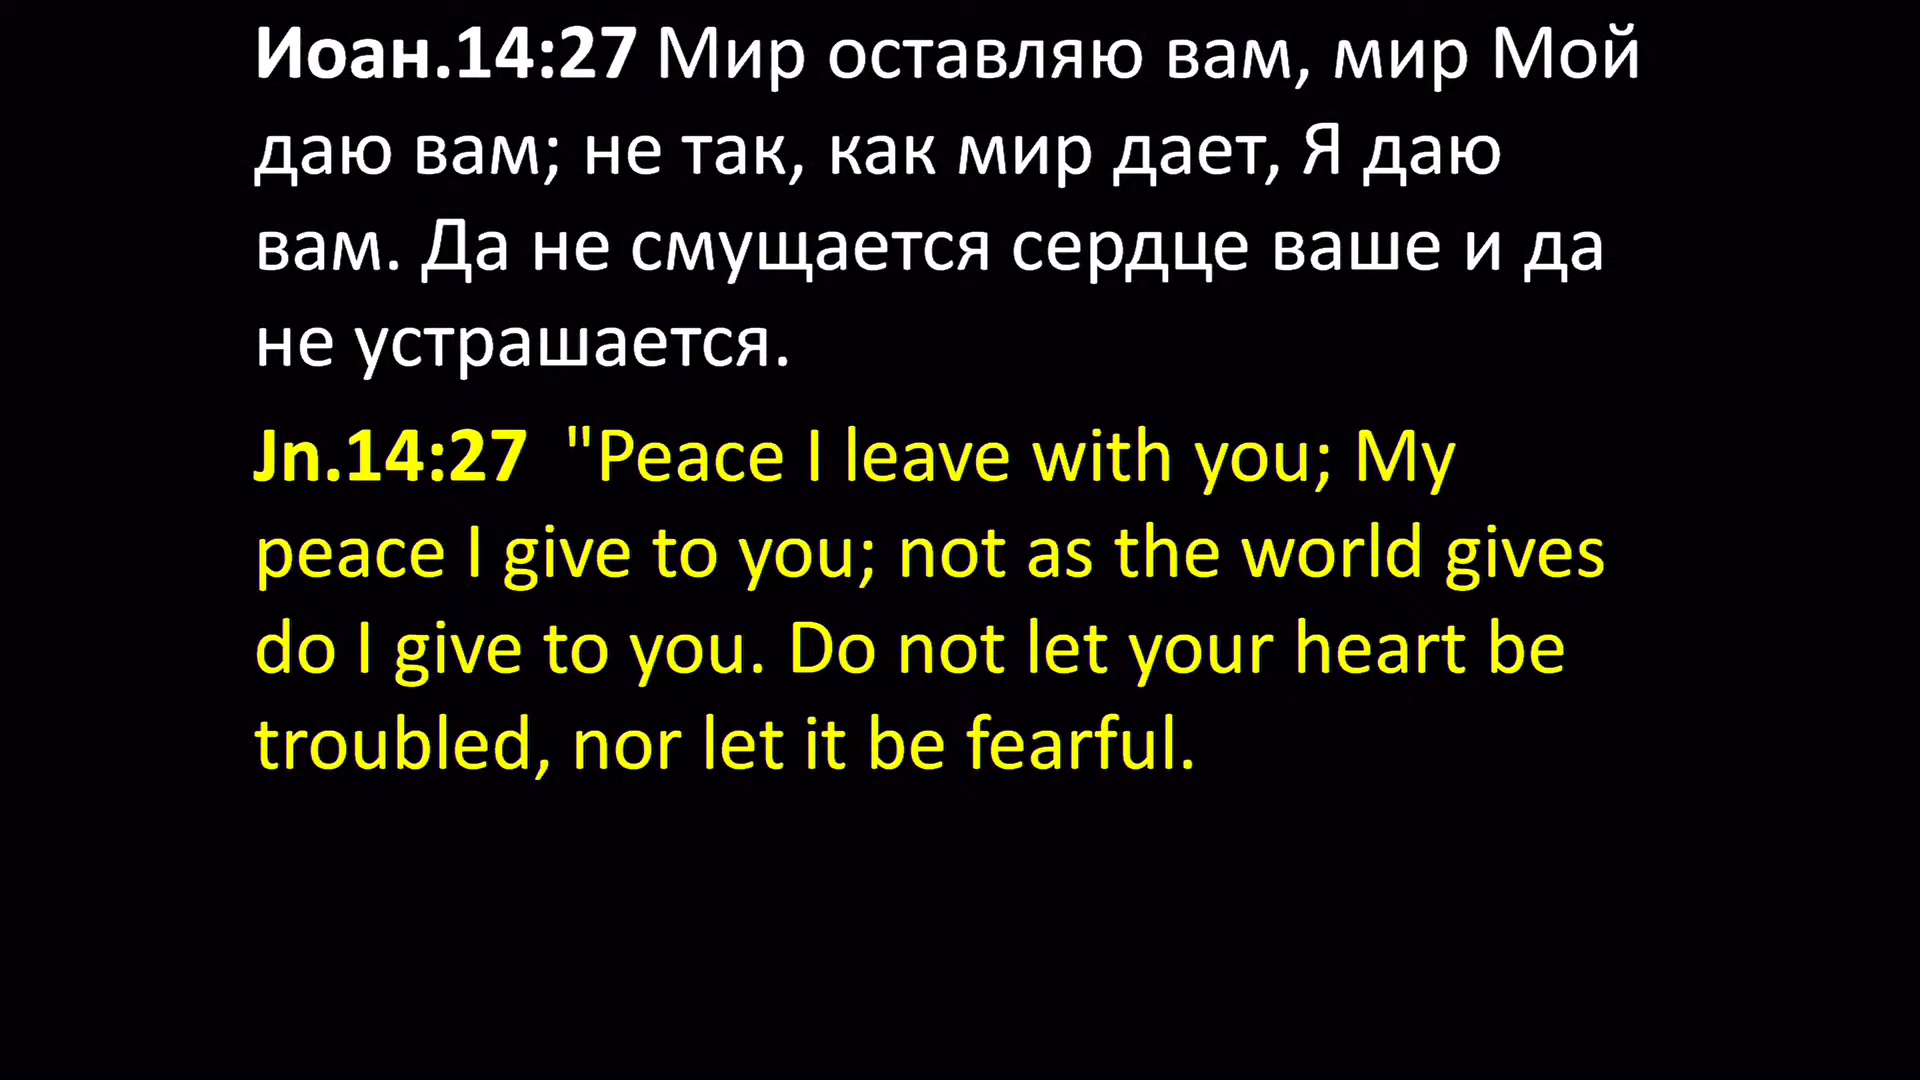 Иоан.14:27 Мир оставляю вам, мир Мой
даю вам; не так, как мир дает, Я даю
вам. Да не смущается сердце ваше и да
не устрашается.
Jn.14:27  "Peace I leave with you; My
peace I give to you; not as the world gives
do I give to you. Do not let your heart be
troubled, nor let it be fearful.